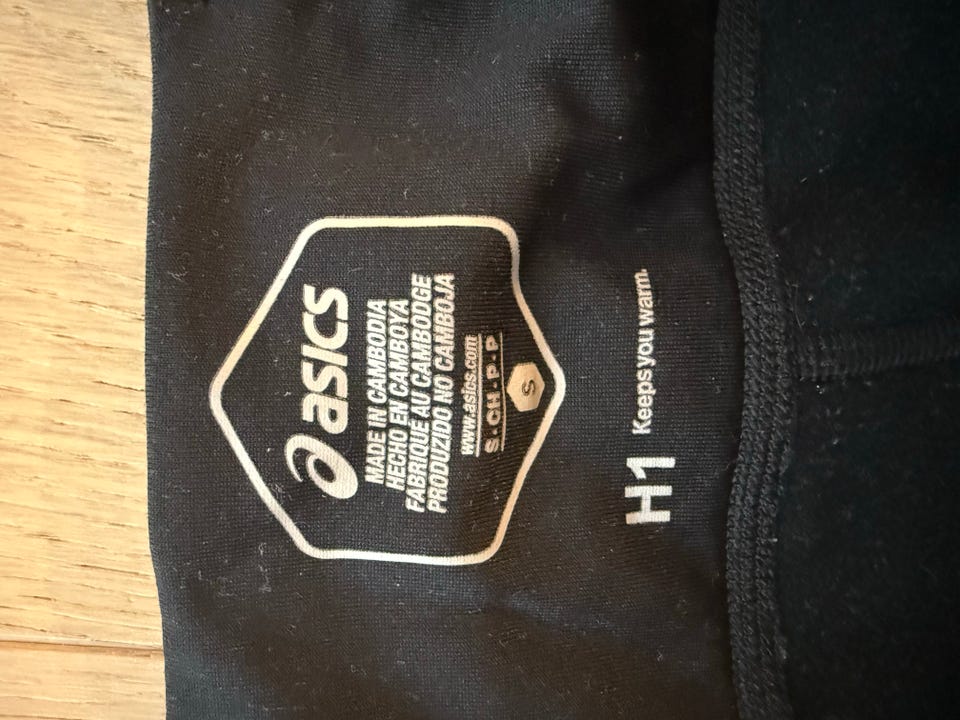 asics
MADE IN CAMBODIA
HECHO EN CAMBOYA
FABRIQUÉ AU CAMBODGE
PRODUZIDO NO CAMBOJA
www.asics.com
S • CH • P • P
S
H1 Keeps you warm.